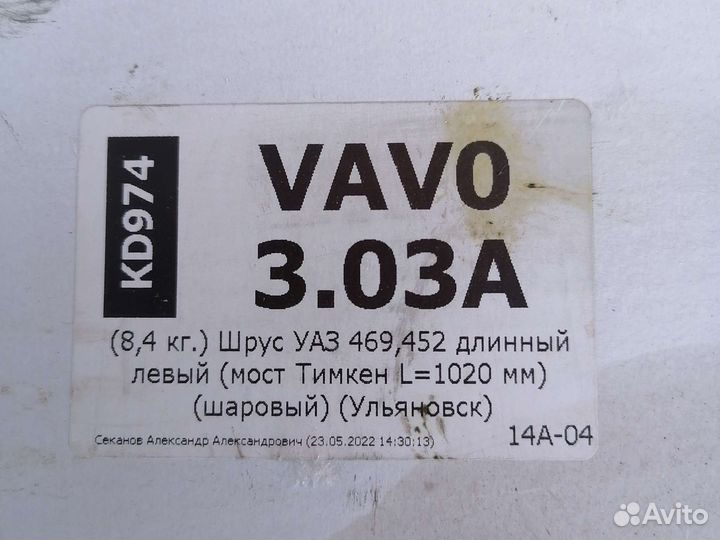 KD974
VAV0
3.03A
(8,4 кг.) Шрус УАЗ 469,452 длинный
левый (мост Тимкен L=1020 мм)
(шаровый) (Ульяновск)
Секанов Александр Александрович (23.05.2022 14:30:13)
14А-04
Avito